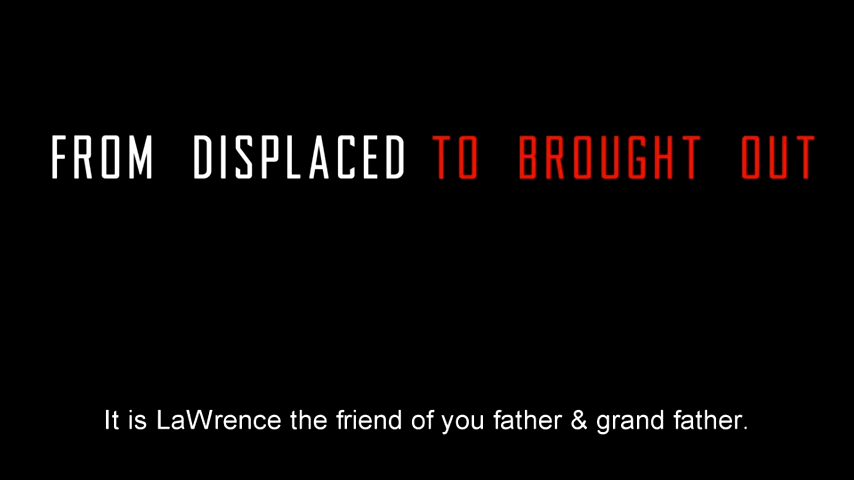 FROM DISPLACED TO BROUGHT OUT
It is LaWrence the friend of you father & grand father.